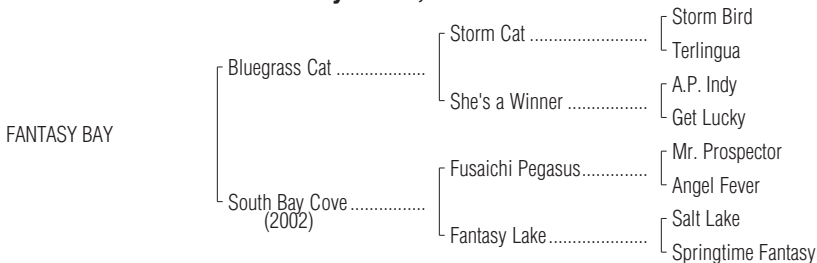 Storm Bird
Storm Cat ......................
Terlingua
Bluegrass Cat ...................
A.P. Indy
She's a Winner .................
Get Lucky
FANTASY BAY
Mr. Prospector
Fusaichi Pegasus..............
Angel Fever
South Bay Cove................
(2002)
Salt Lake
Fantasy Lake.....................
Springtime Fantasy